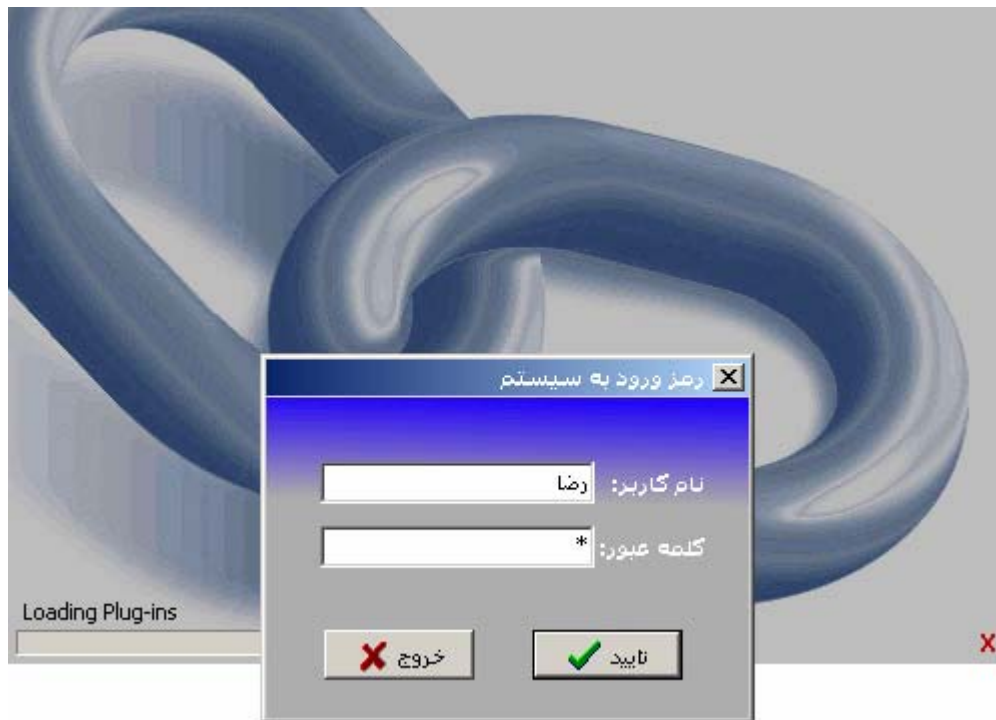 رمز ورود به سیستم
نام کاربر: رضا
کلمه عبور: *
Loading Plug-ins
تایید خروج
X